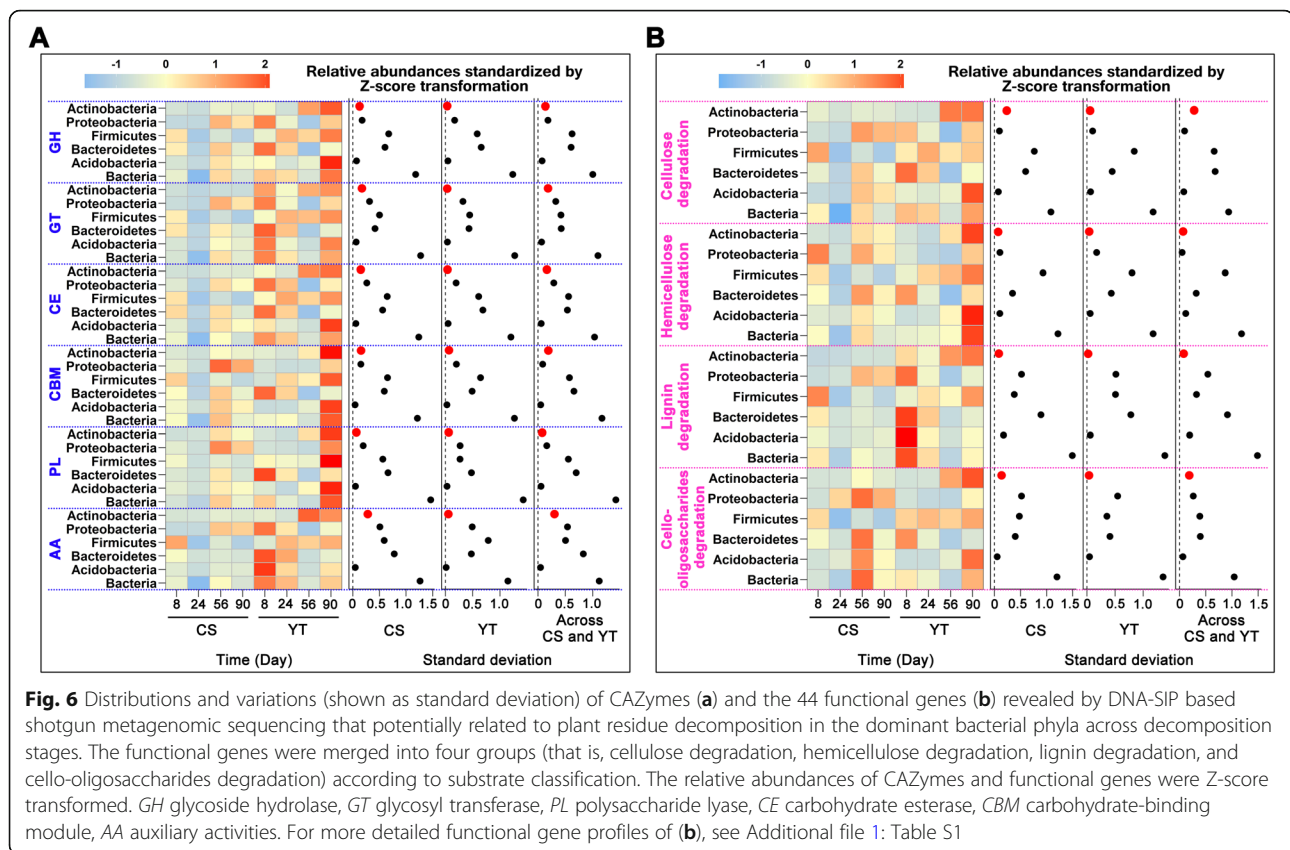 A
-1 0 1 2
Relative abundances standardized by
Z-score transformation
GH
Actinobacteria
Proteobacteria
Firmicutes
Bacteroidetes
Acidobacteria
Bacteria
GT
Actinobacteria
Proteobacteria
Firmicutes
Bacteroidetes
Acidobacteria
Bacteria
CE
Actinobacteria
Proteobacteria
Firmicutes
Bacteroidetes
Acidobacteria
Bacteria
CBM
Actinobacteria
Proteobacteria
Firmicutes
Bacteroidetes
Acidobacteria
Bacteria
PL
Actinobacteria
Proteobacteria
Firmicutes
Bacteroidetes
Acidobacteria
Bacteria
AA
Actinobacteria
Proteobacteria
Firmicutes
Bacteroidetes
Acidobacteria
Bacteria
8 24 56 90 8 24 56 90 0 0.5 1.0 0 0.5 1.0 0 0.5 1.0
CS YT CS YT Across
CS and YT
Time (Day) Standard deviation
B
-1 0 1 2
Relative abundances standardized by
Z-score transformation
Cellulose
degradation
Actinobacteria
Proteobacteria
Firmicutes
Bacteroidetes
Acidobacteria
Bacteria
Hemicellulose
degradation
Actinobacteria
Proteobacteria
Firmicutes
Bacteroidetes
Acidobacteria
Bacteria
Lignin
degradation
Actinobacteria
Proteobacteria
Firmicutes
Bacteroidetes
Acidobacteria
Bacteria
Cello-
oligosaccharides
degradation
Actinobacteria
Proteobacteria
Firmicutes
Bacteroidetes
Acidobacteria
Bacteria
8 24 56 90 8 24 56 90 0 0.5 1.0 0 0.5 1.0 0 0.5 1.0 1.5
CS YT CS YT Across
CS and YT
Time (Day) Standard deviation
Fig. 6 Distributions and variations (shown as standard deviation) of CAZymes (a) and the 44 functional genes (b) revealed by DNA-SIP based
shotgun metagenomic sequencing that potentially related to plant residue decomposition in the dominant bacterial phyla across decomposition
stages. The functional genes were merged into four groups (that is, cellulose degradation, hemicellulose degradation, lignin degradation, and
cello-oligosaccharides degradation) according to substrate classification. The relative abundances of CAZymes and functional genes were Z-score
transformed. GH glycoside hydrolase, GT glycosyl transferase, PL polysaccharide lyase, CE carbohydrate esterase, CBM carbohydrate-binding
module, AA auxiliary activities. For more detailed functional gene profiles of (b), see Additional file 1: Table S1